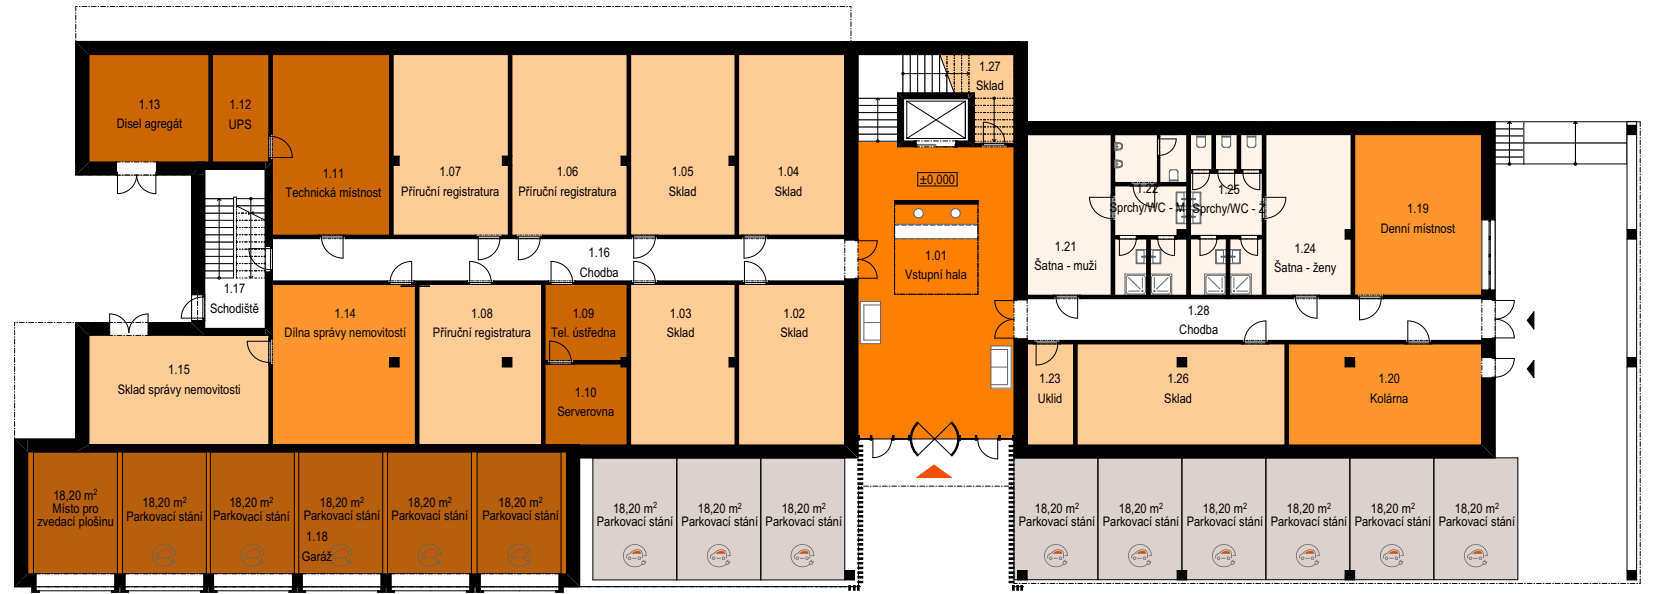 1.27
Sklad
1.13
Disel agregát
1.12
UPS
1.11
Technická místnost
1.07
Příruční registratura
1.06
Příruční registratura
1.05
Sklad
1.04
Sklad
±0,000
1.22
Sprchy/WC - M
1.25
Sprchy/WC - Ž
1.19
Denní místnost
1.21
Šatna - muži
1.24
Šatna - ženy
1.16
Chodba
1.01
Vstupní hala
1.17
Schodiště
1.14
Dílna správy nemovitostí
1.08
Příruční registratura
1.09
Tel. ústředna
1.03
Sklad
1.02
Sklad
1.28
Chodba
1.15
Sklad správy nemovitosti
1.10
Serverovna
1.23
Uklid
1.26
Sklad
1.20
Kolárna
18,20 m²
Místo pro
zvedací plošinu
18,20 m²
Parkovací stání
18,20 m²
Parkovací stání
18,20 m²
Parkovací stání
18,20 m²
Parkovací stání
18,20 m²
Parkovací stání
1.18
Garáž
18,20 m²
Parkovací stání
18,20 m²
Parkovací stání
18,20 m²
Parkovací stání
18,20 m²
Parkovací stání
18,20 m²
Parkovací stání
18,20 m²
Parkovací stání
18,20 m²
Parkovací stání
18,20 m²
Parkovací stání
18,20 m²
Parkovací stání